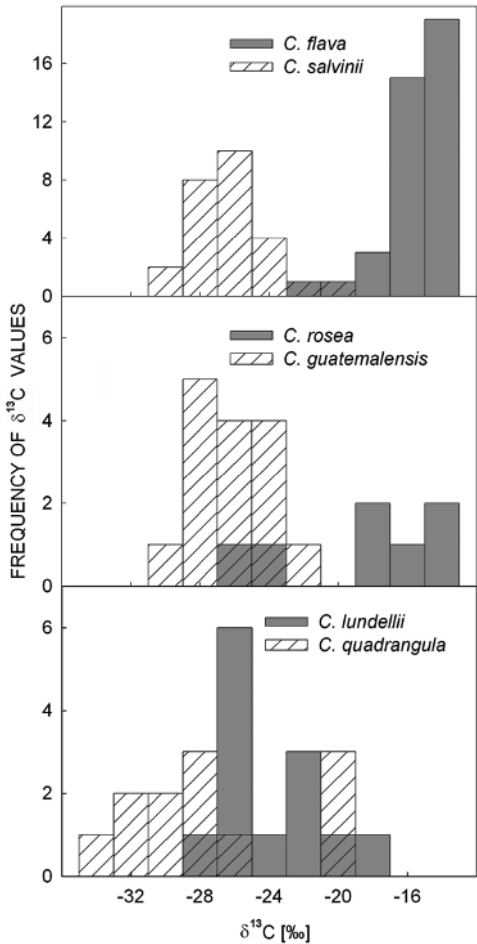 C. flava
C. salvinii
16
12
8
4
0
C. rosea
C. guatemalensis
6
4
2
0
C. lundellii
C. quadrangula
6
4
2
0
-32 -28 -24 -20 -16
δ¹³C [‰]
FREQUENCY OF δ¹³C VALUES